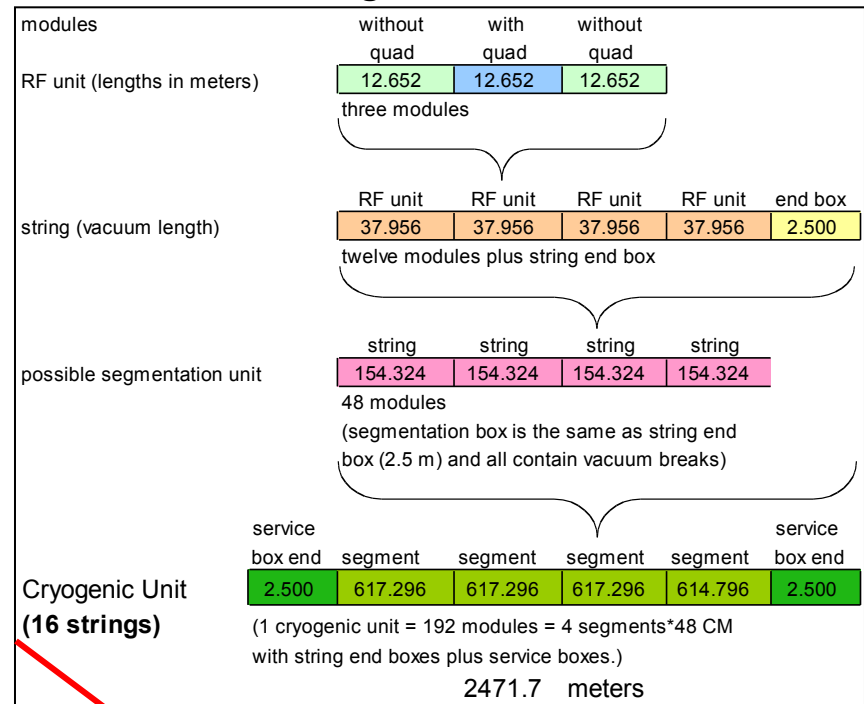 modules without with without
quad quad quad
RF unit (lengths in meters) 12.652 12.652 12.652
three modules
RF unit RF unit RF unit RF unit end box
string (vacuum length) 37.956 37.956 37.956 37.956 2.500
twelve modules plus string end box
string string string string
possible segmentation unit 154.324 154.324 154.324 154.324
48 modules
(segmentation box is the same as string end
box (2.5 m) and all contain vacuum breaks)
service service
box end segment segment segment segment box end
Cryogenic Unit 2.500 617.296 617.296 617.296 614.796 2.500
(16 strings) (1 cryogenic unit = 192 modules = 4 segments*48 CM
with string end boxes plus service boxes.)
2471.7 meters